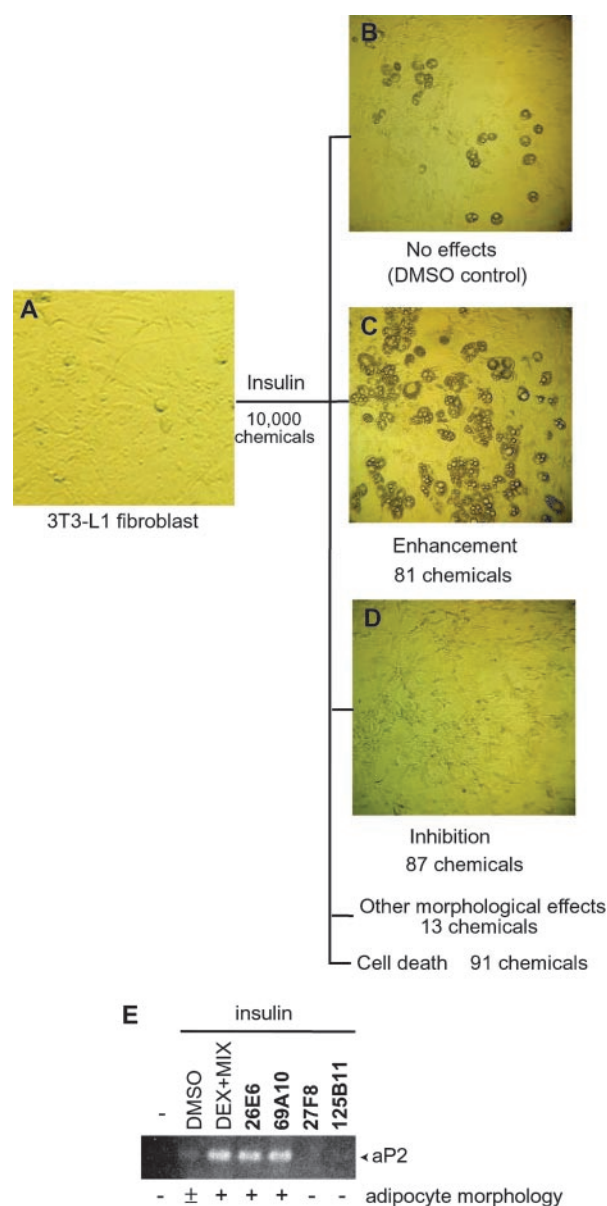 B
No effects
(DMSO control)
A
3T3-L1 fibroblast
Insulin
10,000
chemicals
C
Enhancement
81 chemicals
D
Inhibition
87 chemicals
Other morphological effects
13 chemicals
Cell death 91 chemicals
E
insulin
- DMSO DEX+MIX 26E6 69A10 27F8 125B11
aP2
- ± + + + - - adipocyte morphology